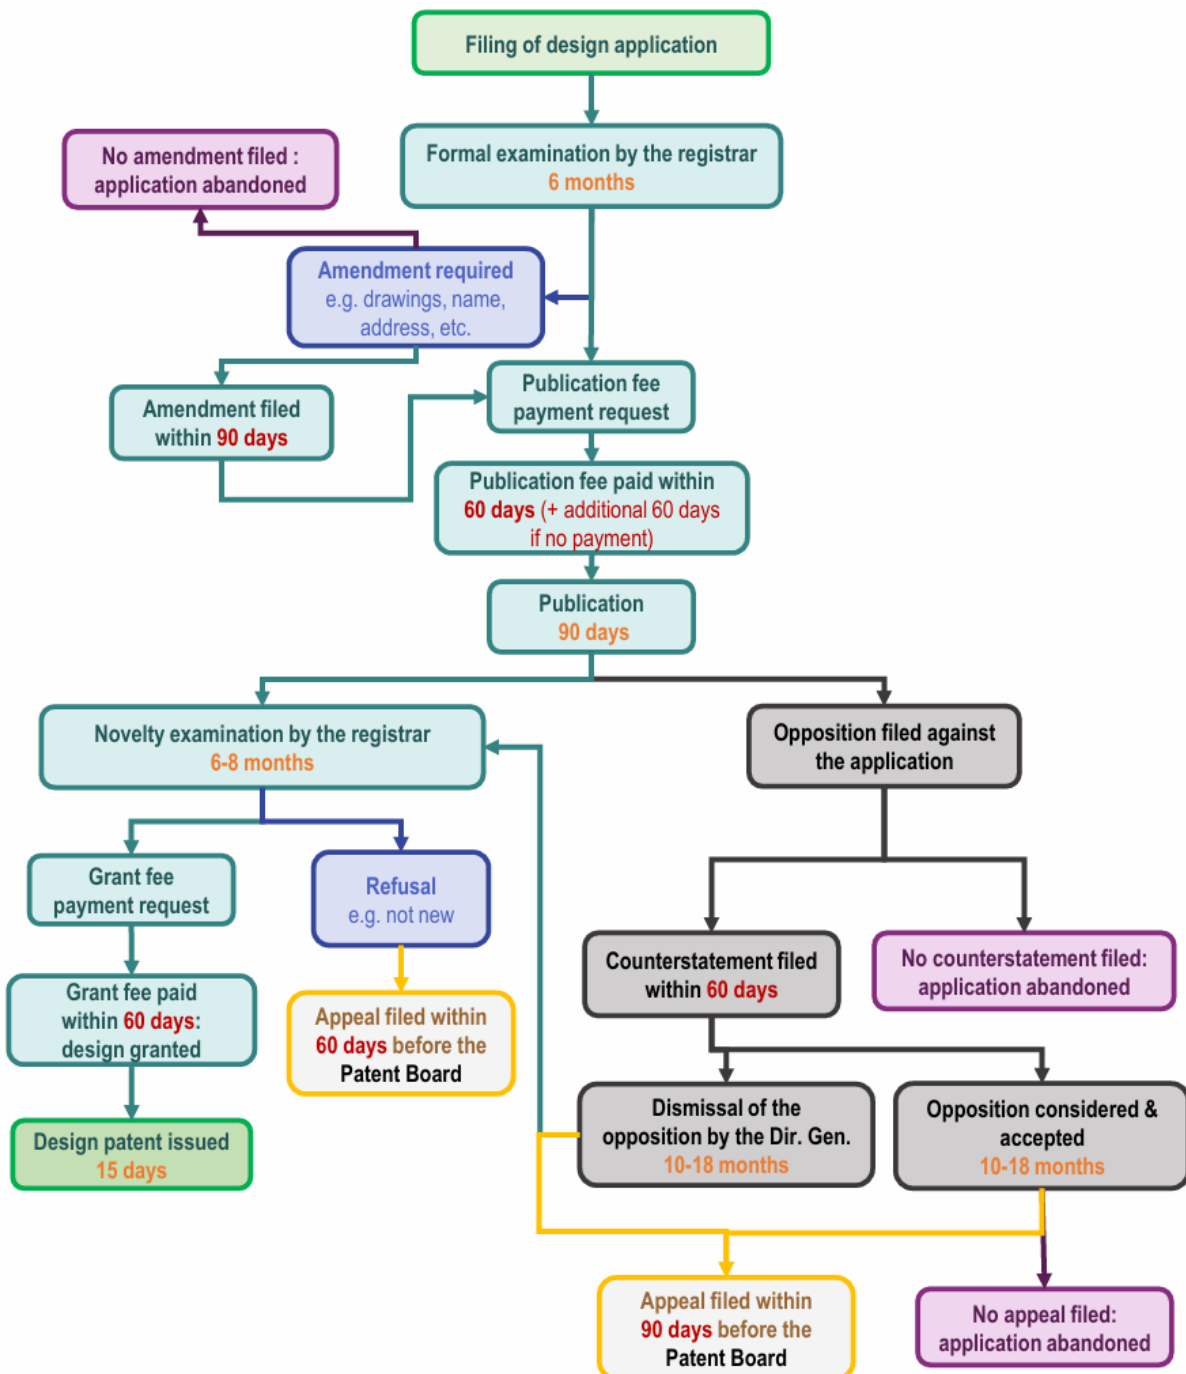 Filing of design application
Formal examination by the registrar
6 months
No amendment filed :
application abandoned
Amendment required
e.g. drawings, name,
address, etc.
Amendment filed
within 90 days
Publication fee
payment request
Publication fee paid within
60 days (+ additional 60 days
if no payment)
Publication
90 days
Novelty examination by the registrar
6-8 months
Opposition filed against
the application
Grant fee
payment request
Refusal
e.g. not new
Counterstatement filed
within 60 days
No counterstatement filed:
application abandoned
Grant fee paid
within 60 days:
design granted
Appeal filed within
60 days before the
Patent Board
Dismissal of the
opposition by the Dir. Gen.
10-18 months
Opposition considered &
accepted
10-18 months
Design patent issued
15 days
Appeal filed within
90 days before the
Patent Board
No appeal filed:
application abandoned